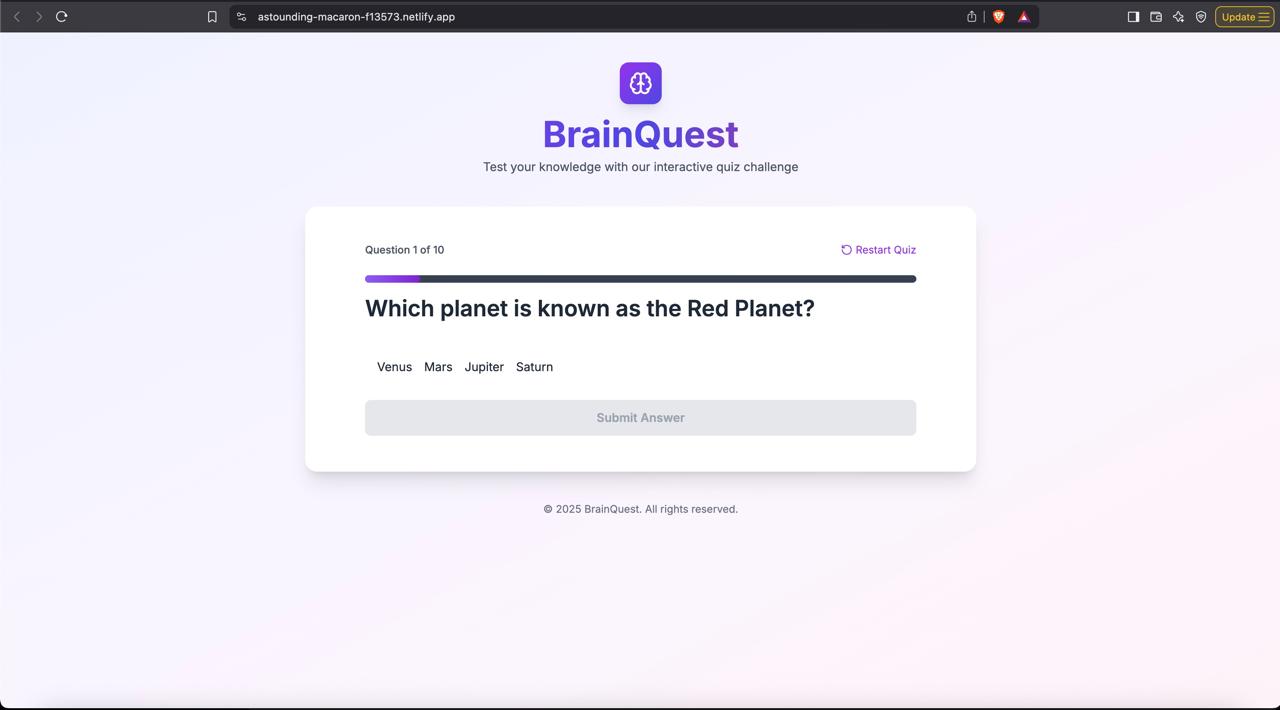 astounding-macaron-f13573.netlify.app
Update
BrainQuest
Test your knowledge with our interactive quiz challenge
Question 1 of 10
Restart Quiz
Which planet is known as the Red Planet?
Venus Mars Jupiter Saturn
Submit Answer
© 2025 BrainQuest. All rights reserved.